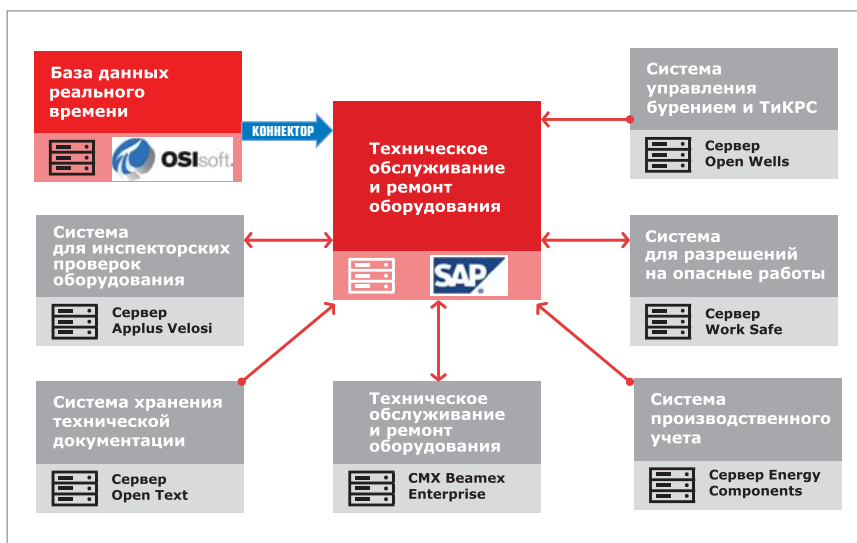 База данных
реального
времени
OSIsoft.
КОННЕКТОР
Техническое
обслуживание
и ремонт
оборудования
SAP
Система
управления
бурением и ТиКРС
Сервер
Open Wells
Система
для инспекторских
проверок
оборудования
Сервер
Applus Velosi
Система
для разрешений
на опасные работы
Сервер
Work Safe
Система хранения
технической
документации
Сервер
Open Text
Техническое
обслуживание
и ремонт
оборудования
CMX Beamex
Enterprise
Система
производственного
учета
Сервер Energy
Components